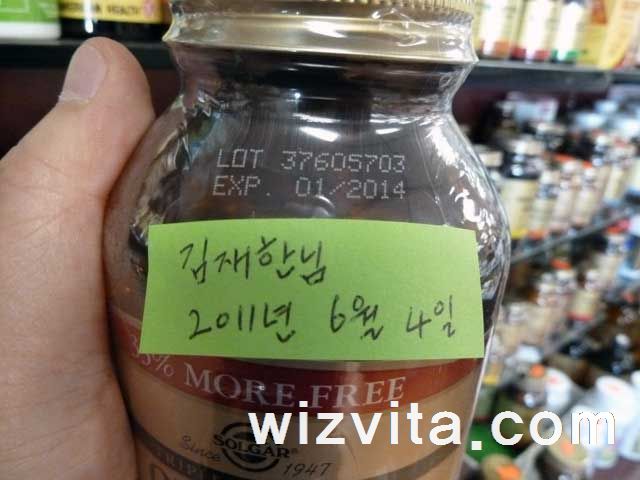 LOT 37605703
EXP. 01/2014
김재한님
2011년 6월 4일
33% MORE FREE
wizvita.com
SOLGAR
Since 1947